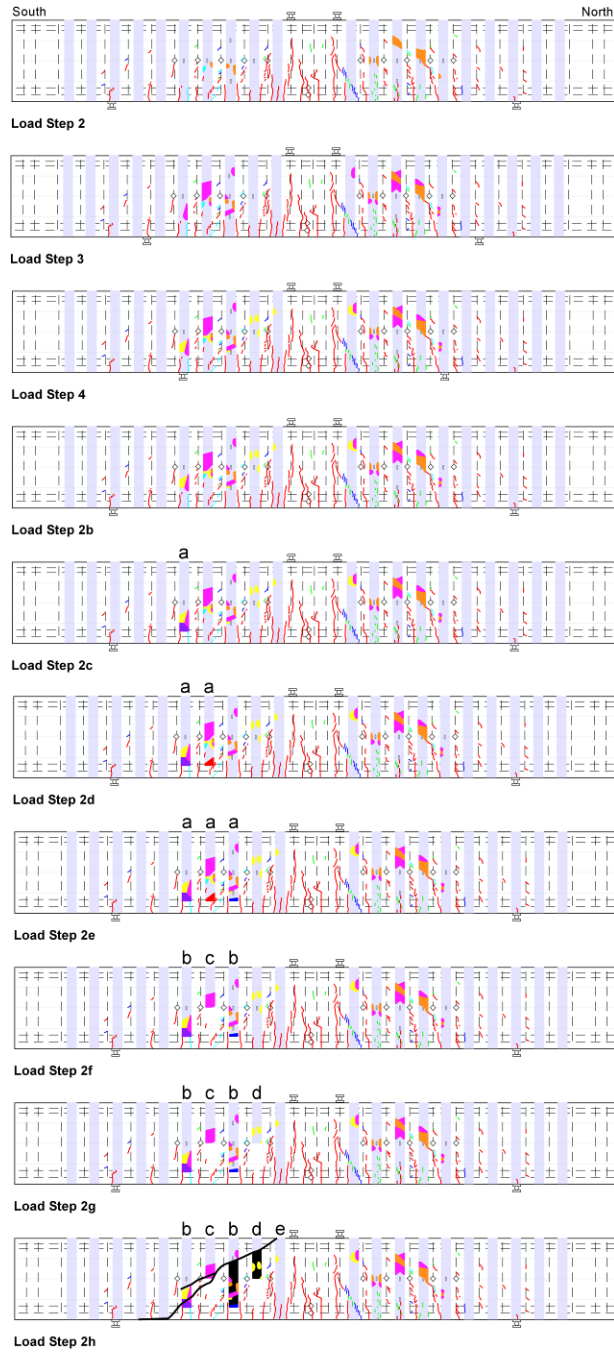 South North
Load Step 2
Load Step 3
Load Step 4
Load Step 2b
a
Load Step 2c
a a
Load Step 2d
a a a
Load Step 2e
b c b
Load Step 2f
b c b d
Load Step 2g
b c b d e
Load Step 2h